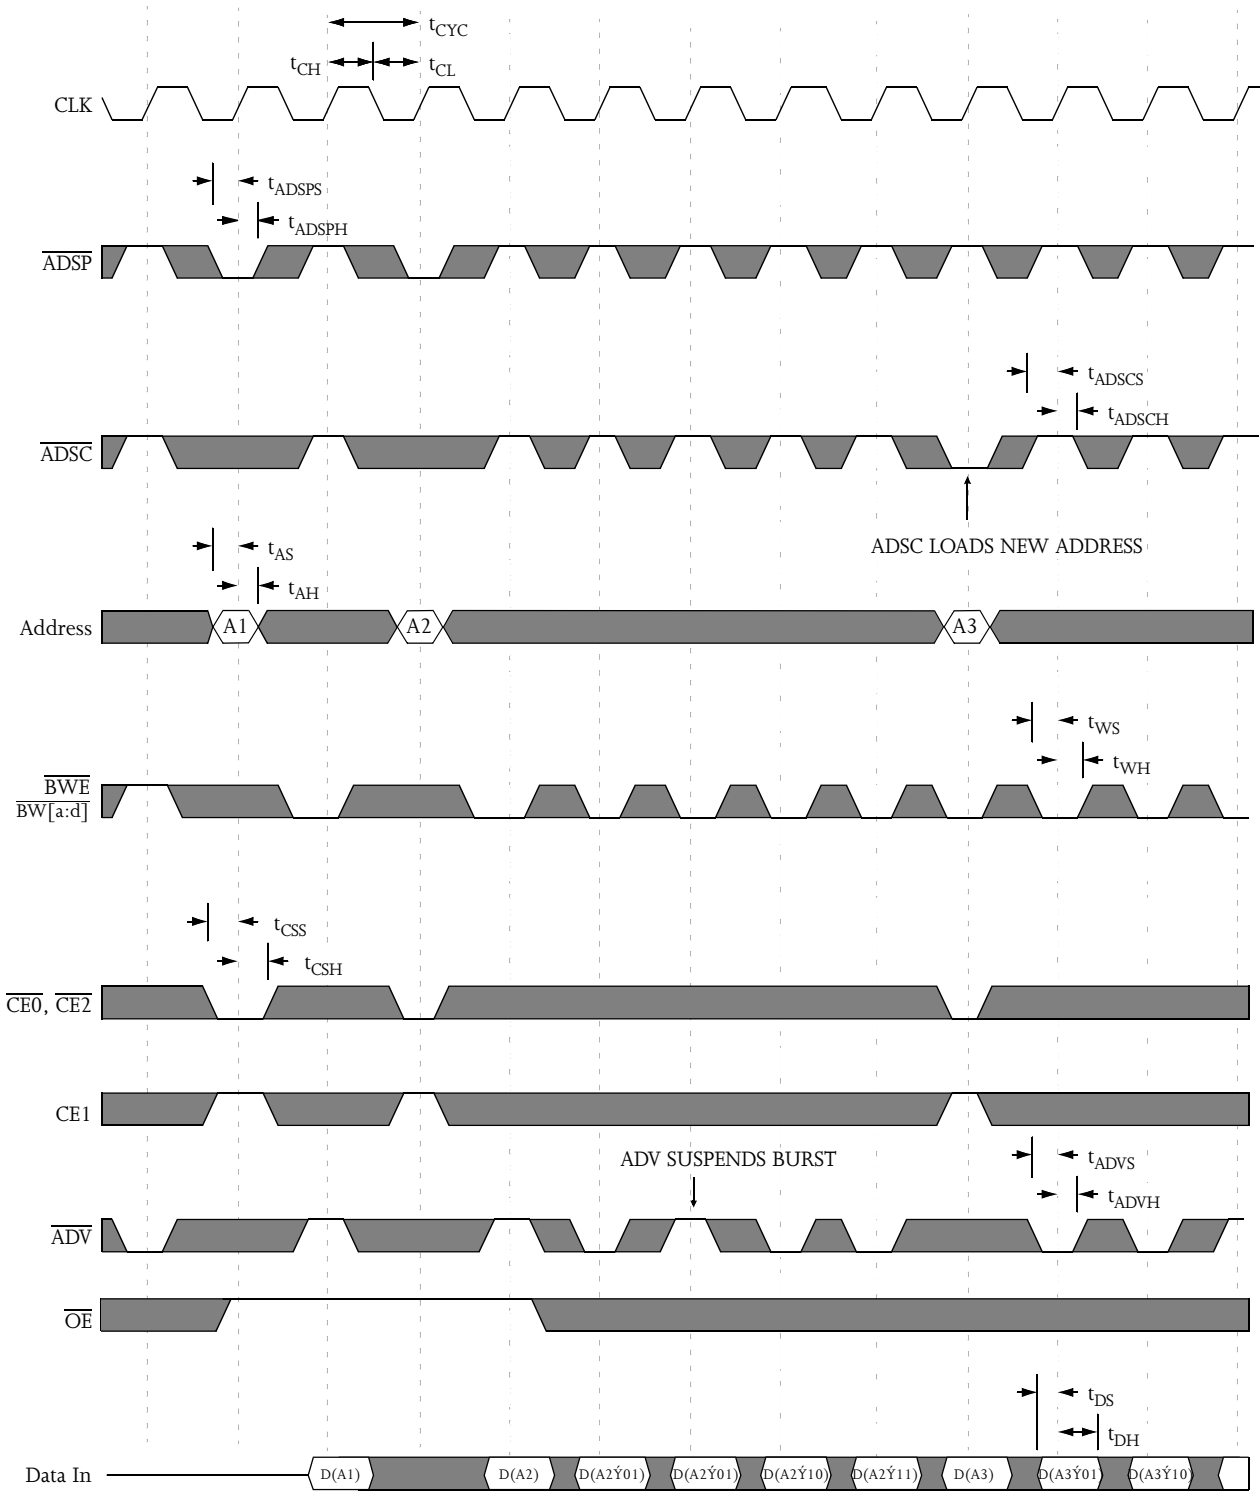 tCYC
tCH
tCL
CLK
tADSPS
tADSPH
ADSP
tADSCS
tADSCH
ADSC
ADSC LOADS NEW ADDRESS
tAS
tAH
Address A1 A2 A3
tWS
tWH
BWE
BW[a:d]
tCSS
tCSH
CE0, CE2
CE1
ADV SUSPENDS BURST
tADVS
tADVH
ADV
OE
tDS
tDH
Data In D(A1) D(A2) D(A2Ý01) D(A2Ý01) D(A2Ý10) D(A2Ý11) D(A3) D(A3Ý01) D(A3Ý10)